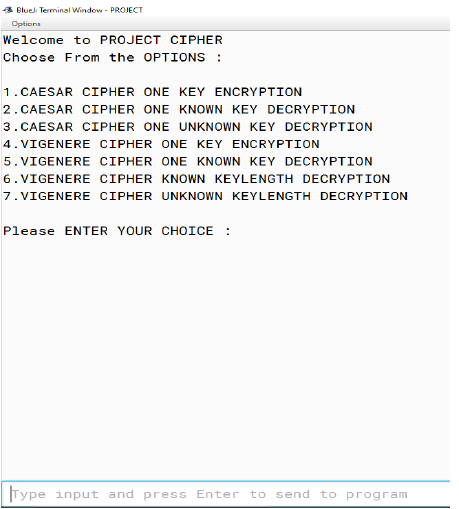 BlueJ: Terminal Window - PROJECT
Options
Welcome to PROJECT CIPHER
Choose From the OPTIONS :
1.CAESAR CIPHER ONE KEY ENCRYPTION
2.CAESAR CIPHER ONE KNOWN KEY DECRYPTION
3.CAESAR CIPHER ONE UNKNOWN KEY DECRYPTION
4.VIGENERE CIPHER ONE KEY ENCRYPTION
5.VIGENERE CIPHER ONE KNOWN KEY DECRYPTION
6.VIGENERE CIPHER KNOWN KEYLENGTH DECRYPTION
7.VIGENERE CIPHER UNKNOWN KEYLENGTH DECRYPTION
Please ENTER YOUR CHOICE :
Type input and press Enter to send to program